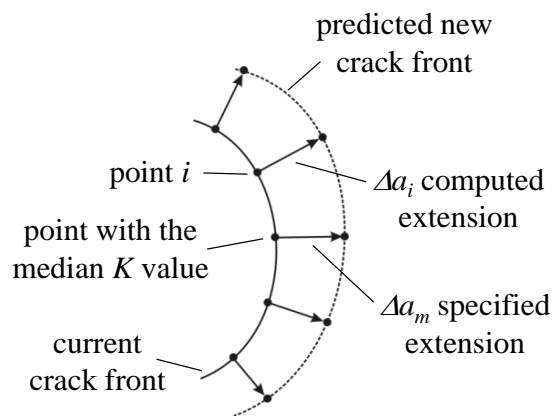 predicted new
crack front
point i
Δa_i computed
extension
point with the
median K value
Δa_m specified
extension
current
crack front